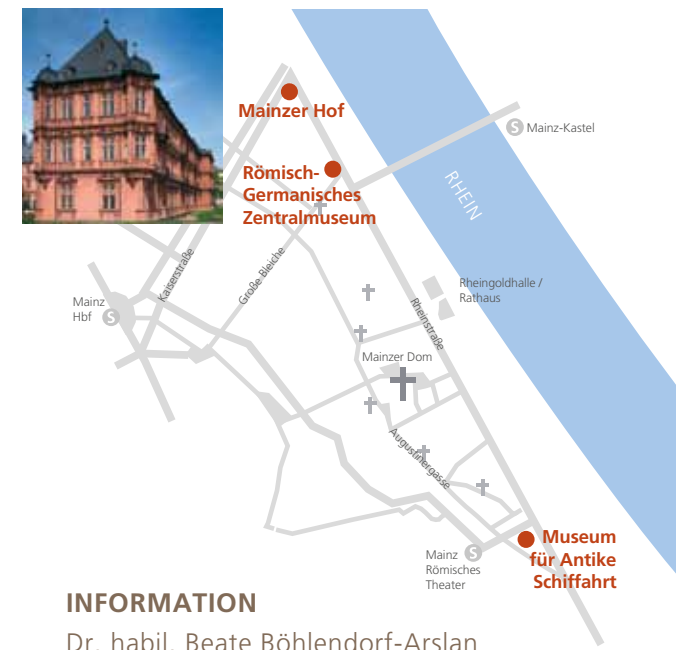 Mainzer Hof
S Mainz-Kastel
Römisch-
Germanisches
Zentralmuseum
RHEIN
Kaiserstraße
Große Bleiche
Rheingoldhalle /
Rathaus
Mainz
Hbf
S
Rheinstraße
Mainzer Dom
Augustinergasse
Museum
für Antike
Schiffahrt
Mainz
Römisches
Theater
S
INFORMATION
Dr. habil. Beate Böhlendorf-Arslan